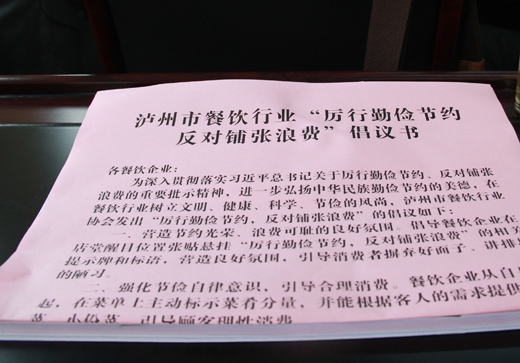 泸州市餐饮行业“厉行勤俭节约
反对铺张浪费”倡议书
各餐饮企业：
为深入贯彻落实习近平总书记关于厉行勤俭节约、反对铺张
浪费的重要批示精神，进一步弘扬中华民族勤俭节约的美德，在
餐饮行业树立文明、健康、科学、节俭的风尚，泸州市餐饮行业
协会发出“厉行勤俭节约，反对铺张浪费”的倡议如下：
一、营造节约光荣、浪费可耻的良好氛围。倡导餐饮企业在
店堂醒目位置张贴悬挂“厉行勤俭节约，反对铺张浪费”的相关
提示牌和标语，营造良好氛围，引导消费者摒弃好面子、讲排
的陋习。
二、强化节俭自律意识，引导合理消费。餐饮企业从自
起，在菜单上主动标示菜肴分量，并能根据客人的需求提供
菜、小份菜，引导顾客理性消费